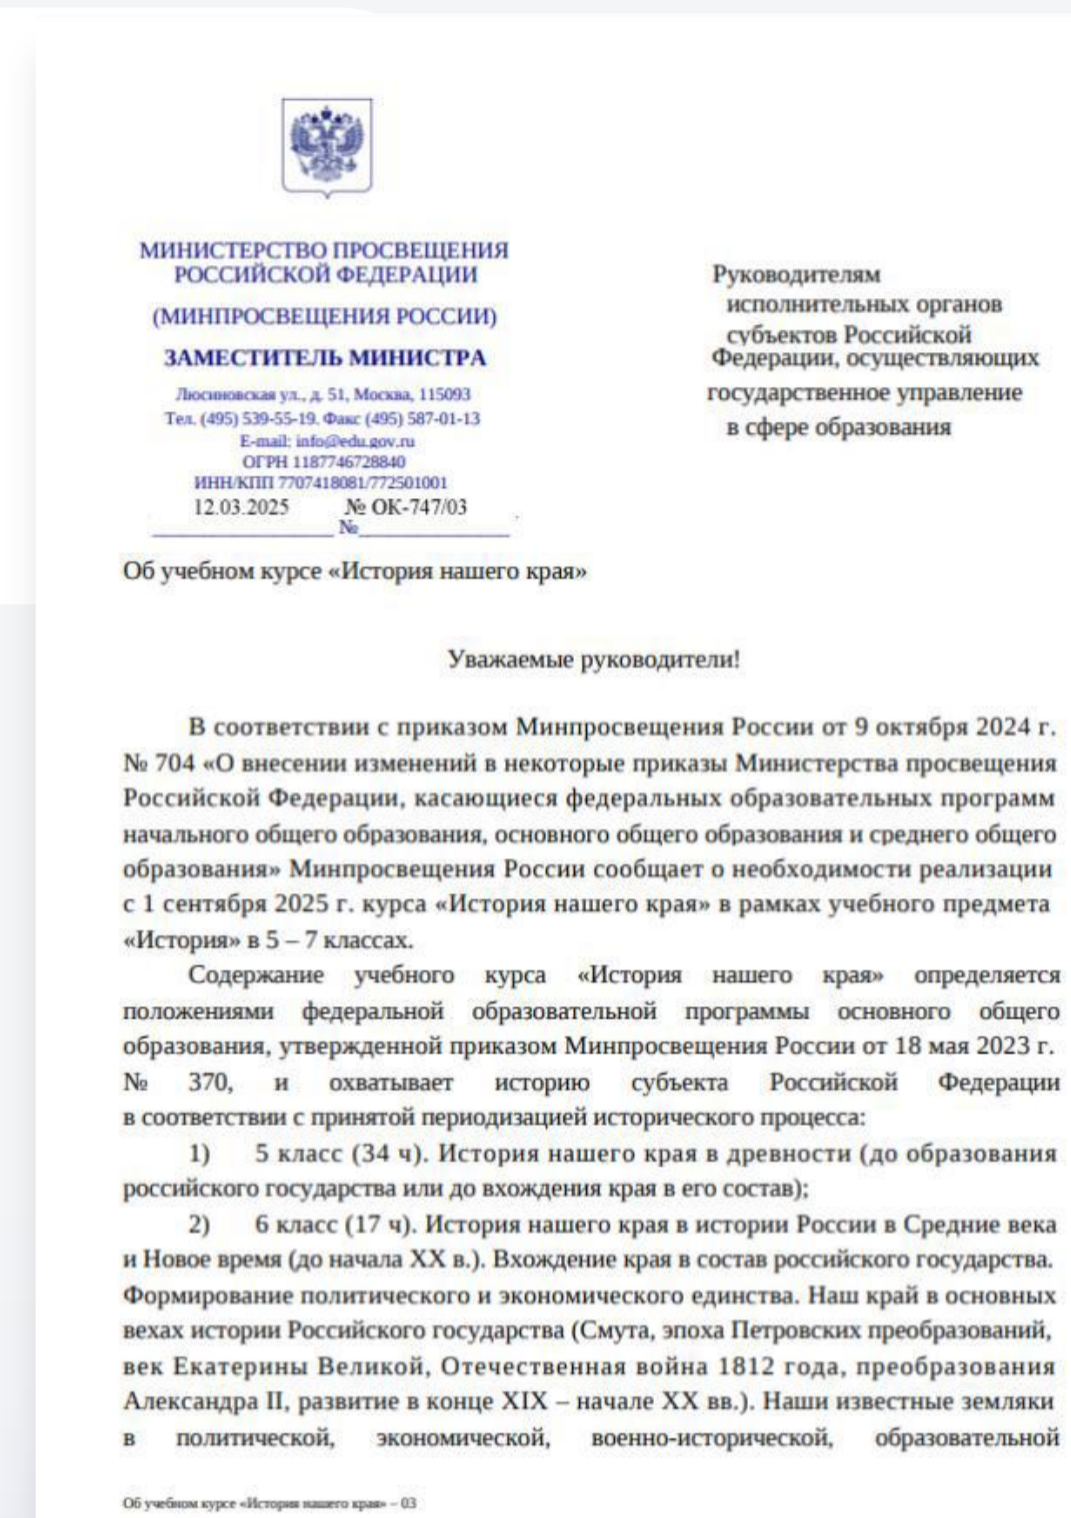 МИНИСТЕРСТВО ПРОСВЕЩЕНИЯ
РОССИЙСКОЙ ФЕДЕРАЦИИ
(МИНПРОСВЕЩЕНИЯ РОССИИ)
ЗАМЕСТИТЕЛЬ МИНИСТРА
Люсиновская ул., д. 51, Москва, 115093
Тел. (495) 539-55-19. Факс (495) 587-01-13
E-mail: info@edu.gov.ru
ОГРН 1187746728840
ИНН/КПП 7707418081/772501001
12.03.2025 № ОК-747/03
№
Руководителям
исполнительных органов
субъектов Российской
Федерации, осуществляющих
государственное управление
в сфере образования
Об учебном курсе «История нашего края»
Уважаемые руководители!
В соответствии с приказом Минпросвещения России от 9 октября 2024 г.
№ 704 «О внесении изменений в некоторые приказы Министерства просвещения
Российской Федерации, касающиеся федеральных образовательных программ
начального общего образования, основного общего образования и среднего общего
образования» Минпросвещения России сообщает о необходимости реализации
с 1 сентября 2025 г. курса «История нашего края» в рамках учебного предмета
«История» в 5 – 7 классах.
Содержание учебного курса «История нашего края» определяется
положениями федеральной образовательной программы основного общего
образования, утвержденной приказом Минпросвещения России от 18 мая 2023 г.
№ 370, и охватывает историю субъекта Российской Федерации
в соответствии с принятой периодизацией исторического процесса:
1) 5 класс (34 ч). История нашего края в древности (до образования
российского государства или до вхождения края в его состав);
2) 6 класс (17 ч). История нашего края в истории России в Средние века
и Новое время (до начала XX в.). Вхождение края в состав российского государства.
Формирование политического и экономического единства. Наш край в основных
вехах истории Российского государства (Смута, эпоха Петровских преобразований,
век Екатерины Великой, Отечественная война 1812 года, преобразования
Александра II, развитие в конце XIX – начале XX вв.). Наши известные земляки
в политической, экономической, военно-исторической, образовательной
Об учебном курсе «История нашего края» – 03